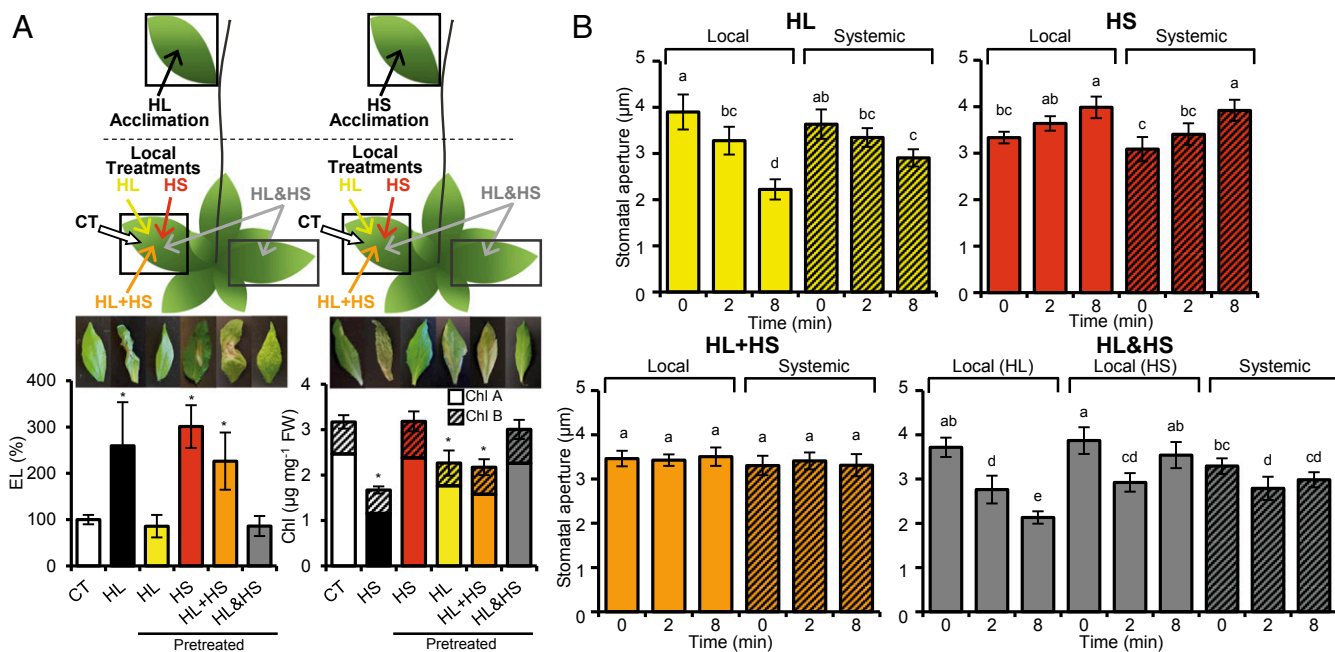 A
HL
Acclimation
HS
Acclimation
Local
Treatments
HL HS
HL&HS
CT
HL+HS
Local
Treatments
HL HS
HL&HS
CT
HL+HS
400
300
200
100
0
EL (%)
CT
HL
HL
HS
HL+HS
HL&HS
Pretreated
* * *
4
3
2
1
0
Chl (µg mg-1 FW)
Chl A
Chl B
* * *
CT
HS
HS
HL
HL+HS
HL&HS
Pretreated
B
HL
Local Systemic
5
4
3
2
1
0
Stomatal aperture (µm)
a bc d ab bc c
0 2 8 0 2 8
Time (min)
HS
Local Systemic
5
4
3
2
1
0
bc ab a c bc a
0 2 8 0 2 8
Time (min)
HL+HS
Local Systemic
5
4
3
2
1
0
Stomatal aperture (µm)
a a a a a a
0 2 8 0 2 8
Time (min)
HL&HS
Local (HL) Local (HS) Systemic
5
4
3
2
1
0
ab d e a cd ab bc d cd
0 2 8 0 2 8 0 2 8
Time (min)